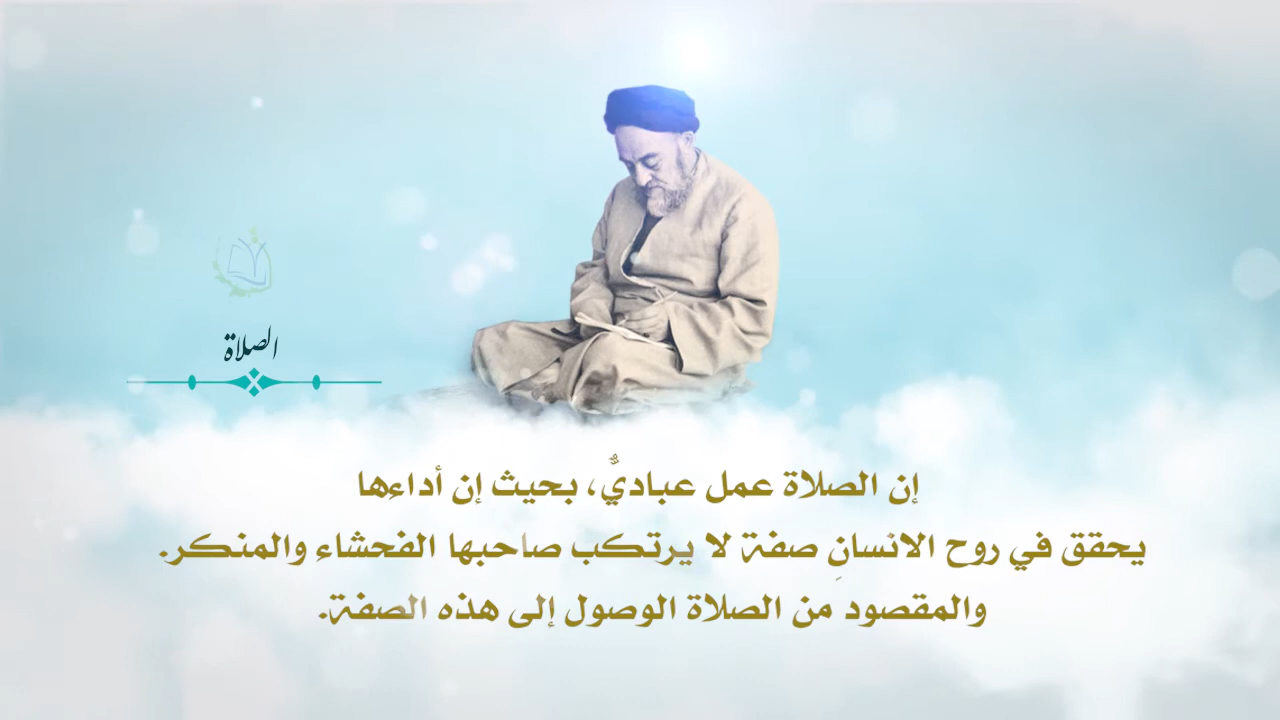 الصلاة
إن الصلاة عمل عباديٌّ، بحيث إن أداءها
يحقق في روح الانسانِ صفة لا يرتكب صاحبها الفحشاء والمنكر.
والمقصود من الصلاة الوصول إلى هذه الصفة.